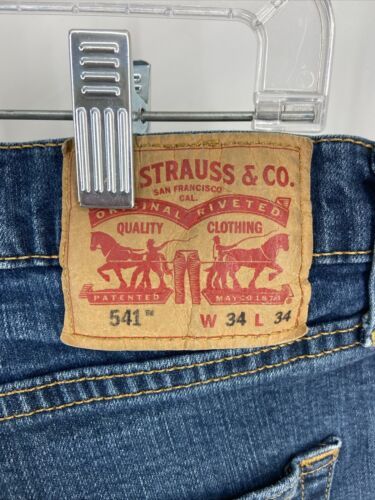 STRAUSS & CO.
SAN FRANCISCO
CAL.
ORIGINAL RIVETED
QUALITY CLOTHING
PATENTED MAY 20 1873
541™ W 34 L 34